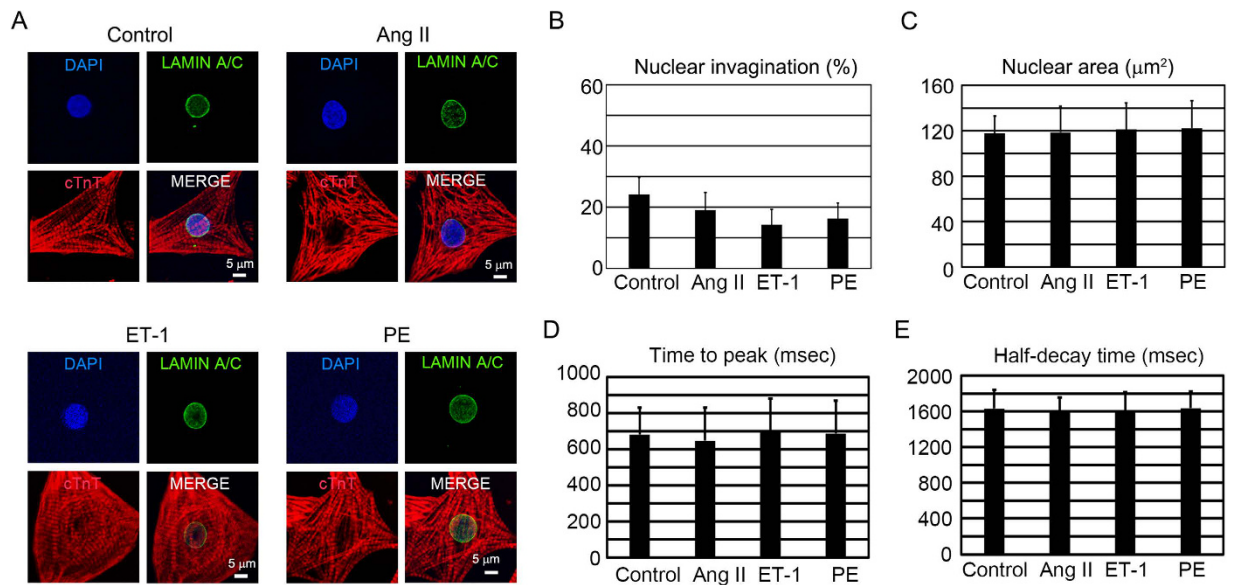 A
Control
DAPI
LAMIN A/C
cTnT
MERGE
5 μm
Ang II
DAPI
LAMIN A/C
cTnT
MERGE
5 μm
ET-1
DAPI
LAMIN A/C
cTnT
MERGE
5 μm
PE
DAPI
LAMIN A/C
cTnT
MERGE
5 μm
B
Nuclear invagination (%)
60
40
20
0
Control Ang II ET-1 PE
C
Nuclear area (μm²)
160
120
80
40
0
Control Ang II ET-1 PE
D
Time to peak (msec)
1000
800
600
400
200
0
Control Ang II ET-1 PE
E
Half-decay time (msec)
2000
1600
1200
800
400
0
Control Ang II ET-1 PE